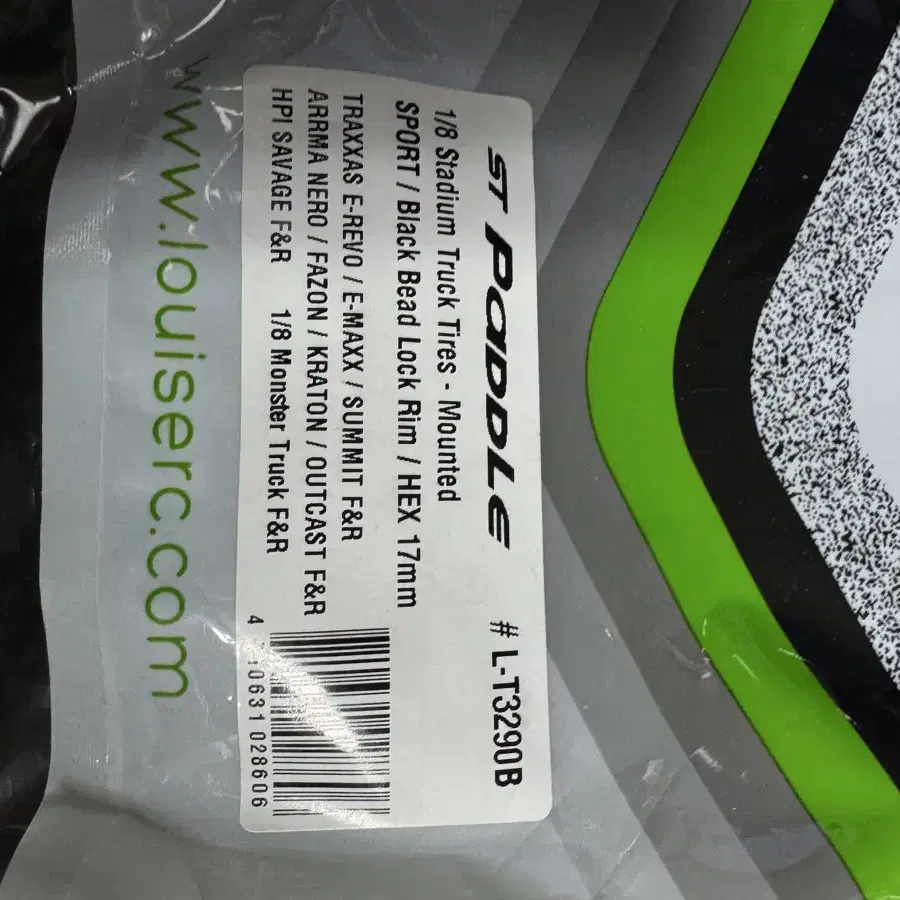 ST PADDLE # L-T3290B
1/8 Stadium Truck Tires - Mounted
SPORT / Black Bead Lock Rim / HEX 17mm
TRAXXAS E-REVO / E-MAXX / SUMMIT F&R
ARRMA NERO / FAZON / KRATON / OUTCAST F&R
HPI SAVAGE F&R 1/8 Monster Truck F&R
4 10631 028606
www.louiserc.com